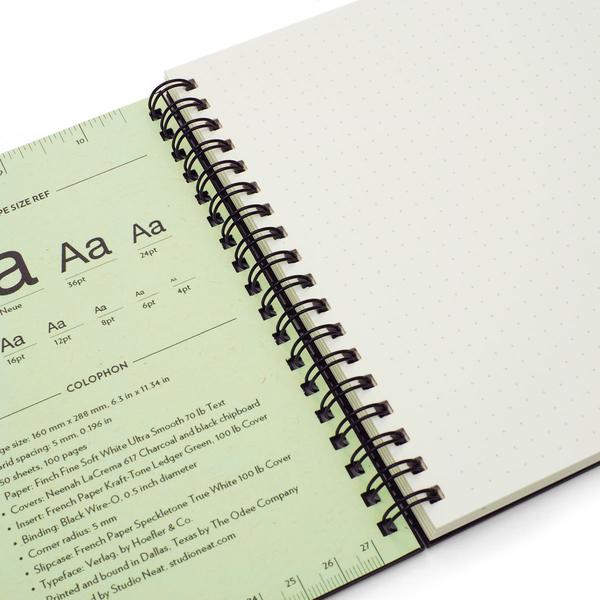 10
PE SIZE REF
a Aa Aa
Neue 36pt 24pt
Aa Aa Aa Aa Aa
16pt 12pt 8pt 6pt 4pt
COLOPHON
ge size: 160 mm x 288 mm, 6.3 in x 11.34 in
rid spacing: 5 mm, 0.196 in
50 sheets, 100 pages
Paper: Finch Fine Soft White Ultra Smooth 70 lb Text
• Covers: Neenah LaCrema 617 Charcoal and black chipboard
• Insert: French Paper Kraft-Tone Ledger Green, 100 lb Cover
• Binding: Black Wire-O, 0.5 inch diameter
• Corner radius: 5 mm
• Slipcase: French Paper Speckletone True White 100 lb Cover
• Typeface: Verlag, by Hoefler & Co.
Printed and bound in Dallas, Texas by The Odee Company
ed by Studio Neat. studioneat.com
24 25 26 27